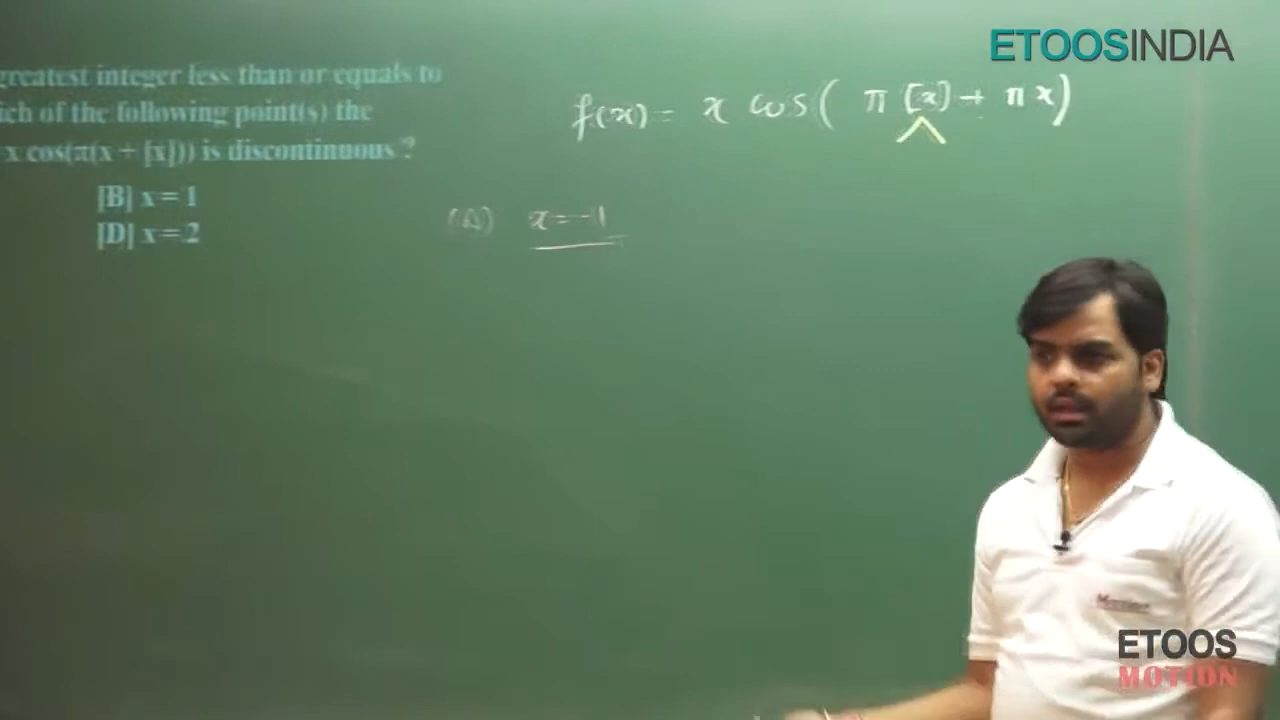 ETOOSINDIA
greatest integer less than or equals to
ich of the following point(s) the
x cos(π(x + [x])) is discontinuous ?
[B] x = 1
[D] x = 2
f(x) = x cos( π [x] + π x)
(A) x = -1
ETOOS
MOTION